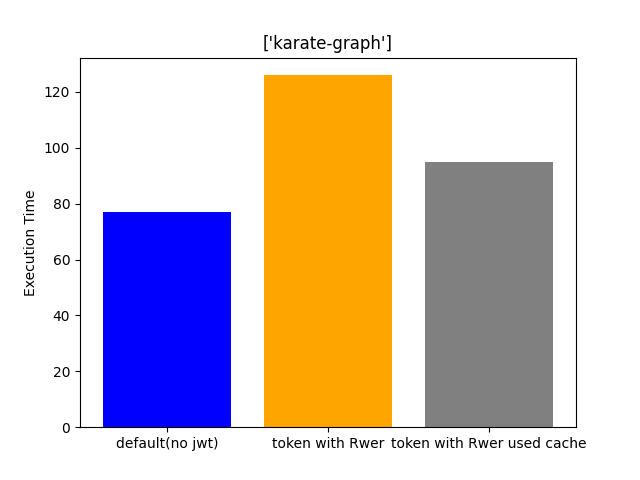 ['karate-graph']
Execution Time
120
100
80
60
40
20
0
default(no jwt)
token with Rwer
token with Rwer used cache